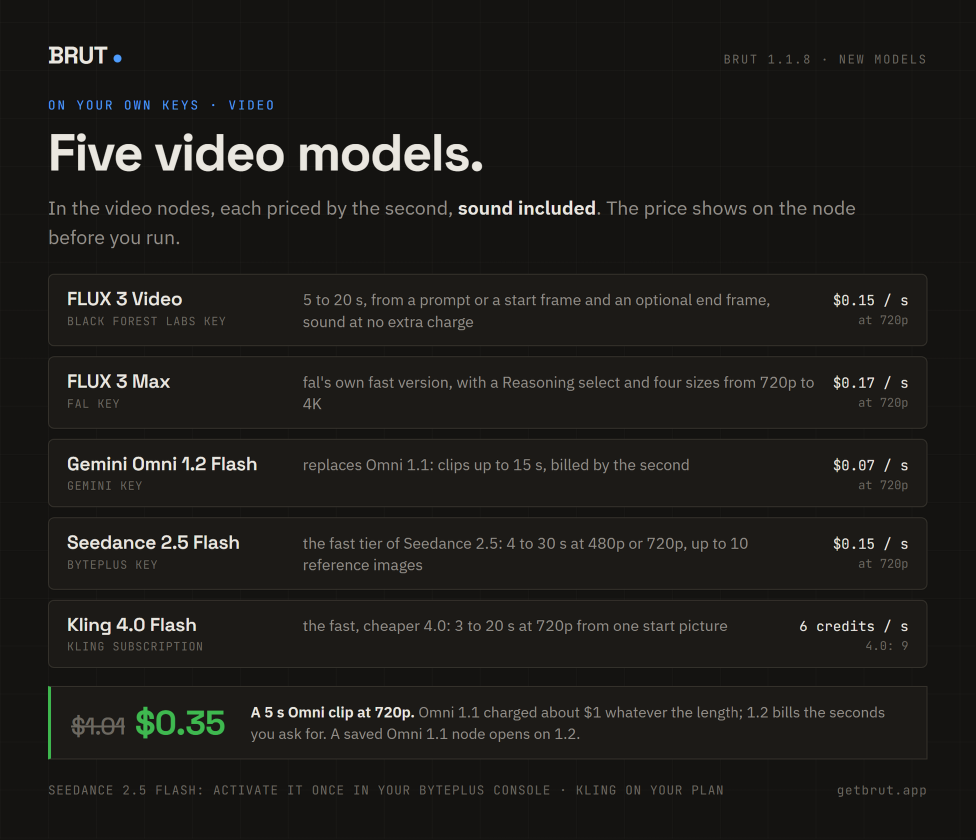 BRUT
BRUT 1.1.8 · NEW MODELS
ON YOUR OWN KEYS · VIDEO
Five video models.
In the video nodes, each priced by the second, sound included. The price shows on the node
before you run.
FLUX 3 Video
BLACK FOREST LABS KEY
5 to 20 s, from a prompt or a start frame and an optional end frame,
sound at no extra charge
$0.15 / s
at 720p
FLUX 3 Max
FAL KEY
fal's own fast version, with a Reasoning select and four sizes from 720p to
4K
$0.17 / s
at 720p
Gemini Omni 1.2 Flash
GEMINI KEY
replaces Omni 1.1: clips up to 15 s, billed by the second
$0.07 / s
at 720p
Seedance 2.5 Flash
BYTEPLUS KEY
the fast tier of Seedance 2.5: 4 to 30 s at 480p or 720p, up to 10
reference images
$0.15 / s
at 720p
Kling 4.0 Flash
KLING SUBSCRIPTION
the fast, cheaper 4.0: 3 to 20 s at 720p from one start picture
6 credits / s
4.0: 9
$1.01 $0.35
A 5 s Omni clip at 720p. Omni 1.1 charged about $1 whatever the length; 1.2 bills the seconds
you ask for. A saved Omni 1.1 node opens on 1.2.
SEEDANCE 2.5 FLASH: ACTIVATE IT ONCE IN YOUR BYTEPLUS CONSOLE · KLING ON YOUR PLAN
getbrut.app